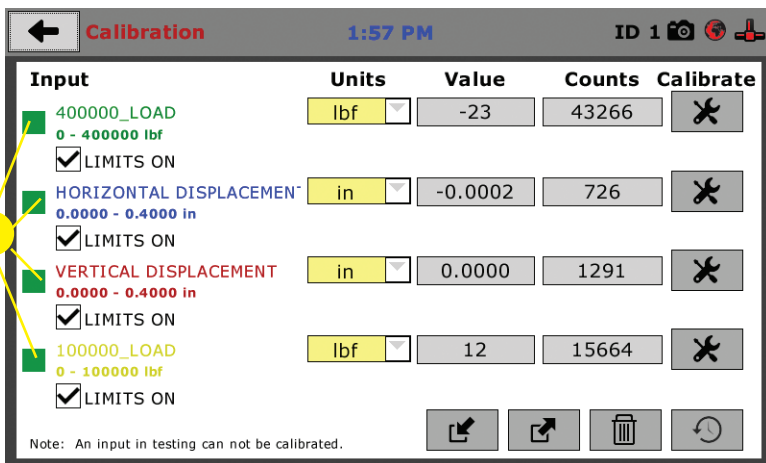 Calibration 1:57 PM ID 1
Input Units Value Counts Calibrate
400000_LOAD lbf -23 43266
0 - 400000 lbf
LIMITS ON
HORIZONTAL DISPLACEMEN in -0.0002 726
0.0000 - 0.4000 in
LIMITS ON
VERTICAL DISPLACEMENT in 0.0000 1291
0.0000 - 0.4000 in
LIMITS ON
100000_LOAD lbf 12 15664
0 - 100000 lbf
LIMITS ON
Note: An input in testing can not be calibrated.